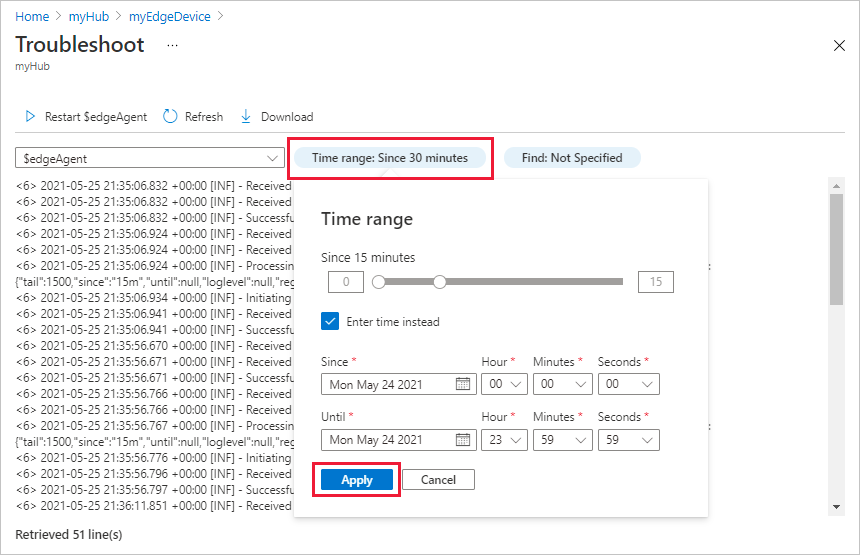 Home > myHub > myEdgeDevice >
Troubleshoot ...
myHub
Restart $edgeAgent Refresh Download
$edgeAgent Time range: Since 30 minutes Find: Not Specified
<6> 2021-05-25 21:35:06.832 +00:00 [INF] - Received
<6> 2021-05-25 21:35:06.832 +00:00 [INF] - Received
<6> 2021-05-25 21:35:06.832 +00:00 [INF] - Successfu
<6> 2021-05-25 21:35:06.924 +00:00 [INF] - Received
<6> 2021-05-25 21:35:06.924 +00:00 [INF] - Received
<6> 2021-05-25 21:35:06.924 +00:00 [INF] - Processin :
{"tail":1500,"since":"15m","until":null,"loglevel":null,"reg
<6> 2021-05-25 21:35:06.934 +00:00 [INF] - Initiating
<6> 2021-05-25 21:35:06.941 +00:00 [INF] - Received
<6> 2021-05-25 21:35:06.941 +00:00 [INF] - Successfu
<6> 2021-05-25 21:35:56.670 +00:00 [INF] - Received
<6> 2021-05-25 21:35:56.671 +00:00 [INF] - Received
<6> 2021-05-25 21:35:56.671 +00:00 [INF] - Successfu
<6> 2021-05-25 21:35:56.766 +00:00 [INF] - Received
<6> 2021-05-25 21:35:56.766 +00:00 [INF] - Received
<6> 2021-05-25 21:35:56.767 +00:00 [INF] - Processin :
{"tail":1500,"since":"15m","until":null,"loglevel":null,"reg
<6> 2021-05-25 21:35:56.776 +00:00 [INF] - Initiating
<6> 2021-05-25 21:35:56.796 +00:00 [INF] - Received
<6> 2021-05-25 21:35:56.797 +00:00 [INF] - Successfu
<6> 2021-05-25 21:36:11.851 +00:00 [INF] - Received
Time range
Since 15 minutes
0 15
Enter time instead
Since * Hour * Minutes * Seconds *
Mon May 24 2021 00 00 00
Until * Hour * Minutes * Seconds *
Mon May 24 2021 23 59 59
Apply Cancel
Retrieved 51 line(s)